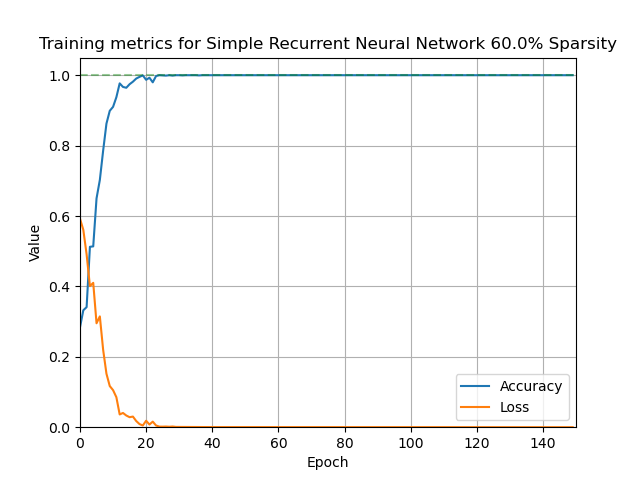 Training metrics for Simple Recurrent Neural Network 60.0% Sparsity
1.0
0.8
0.6
0.4
0.2
0.0
Value
0 20 40 60 80 100 120 140
Epoch
Accuracy
Loss